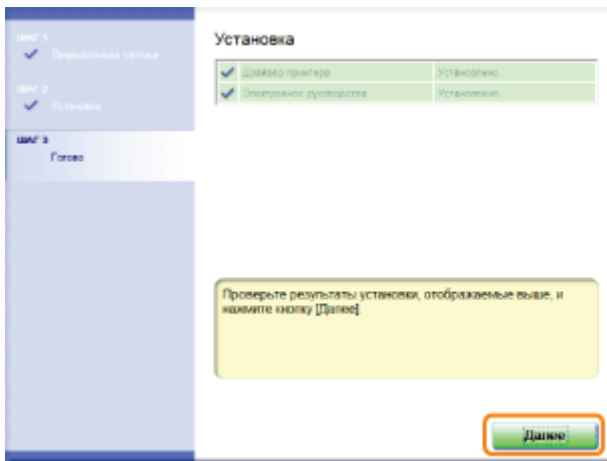 ШАГ 1
Лицензионное согл.
Установка
Драйвер принтера Установлено.
Электронное руководство Установлено.
ШАГ 2
Установка
ШАГ 3
Готово
Проверьте результаты установки, отображаемые выше, и
нажмите кнопку [Далее].
Далее